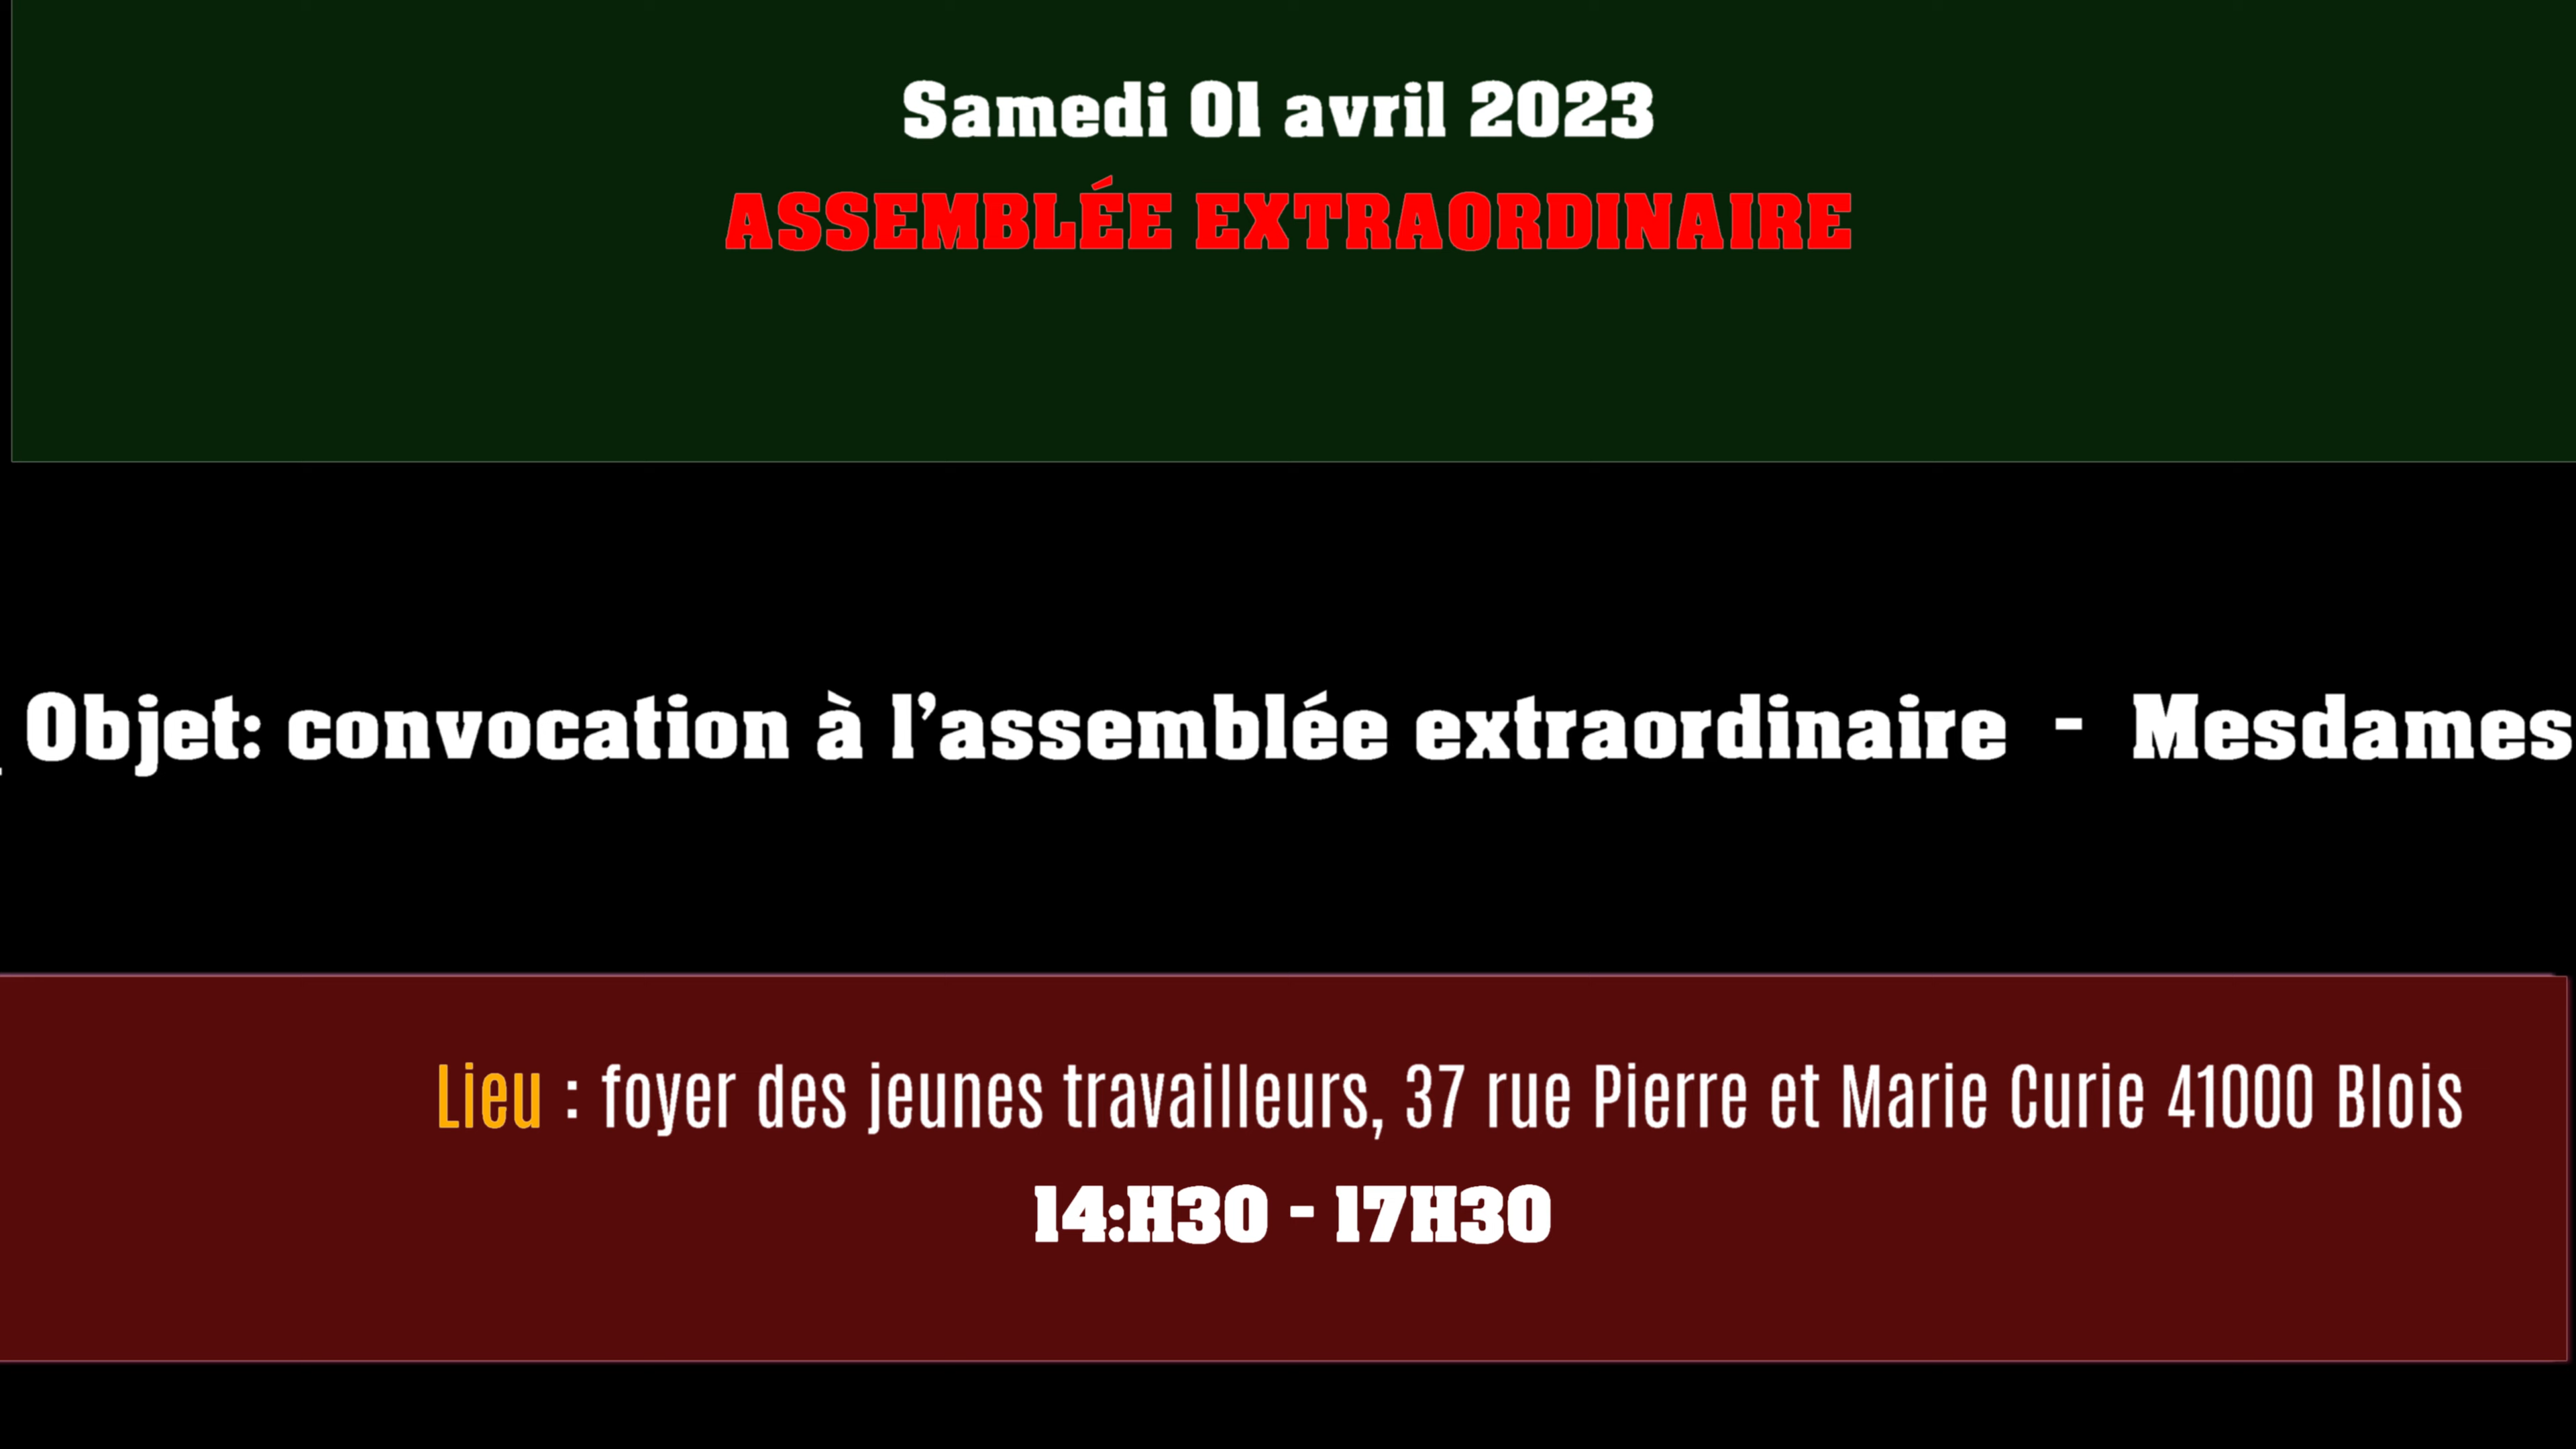 Samedi 01 avril 2023
ASSEMBLÉE EXTRAORDINAIRE
Objet: convocation à l’assemblée extraordinaire - Mesdames
Lieu : foyer des jeunes travailleurs, 37 rue Pierre et Marie Curie 41000 Blois
14:H30 - 17H30